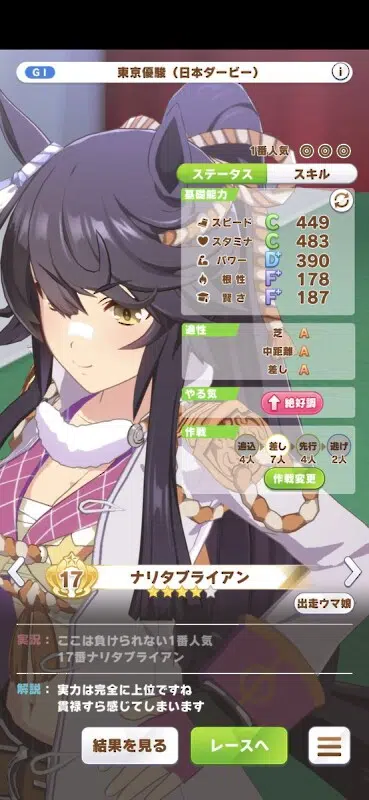 GI 東京優駿（日本ダービー） i
1番人気 ◎ ◎ ◎
ステータス スキル
基礎能力
スピード C 449
スタミナ C 483
パワー D+ 390
根性 F+ 178
賢さ F+ 187
適性
芝 A
中距離 A
差し A
やる気 絶好調
作戦 追込 差し 先行 逃げ
4人 7人 4人 2人
作戦変更
17 ナリタブライアン
出走ウマ娘
実況： ここは負けられない1番人気
17番ナリタブライアン
解説： 実力は完全に上位ですね
貫禄すら感じてしまいます
結果を見る レースへ